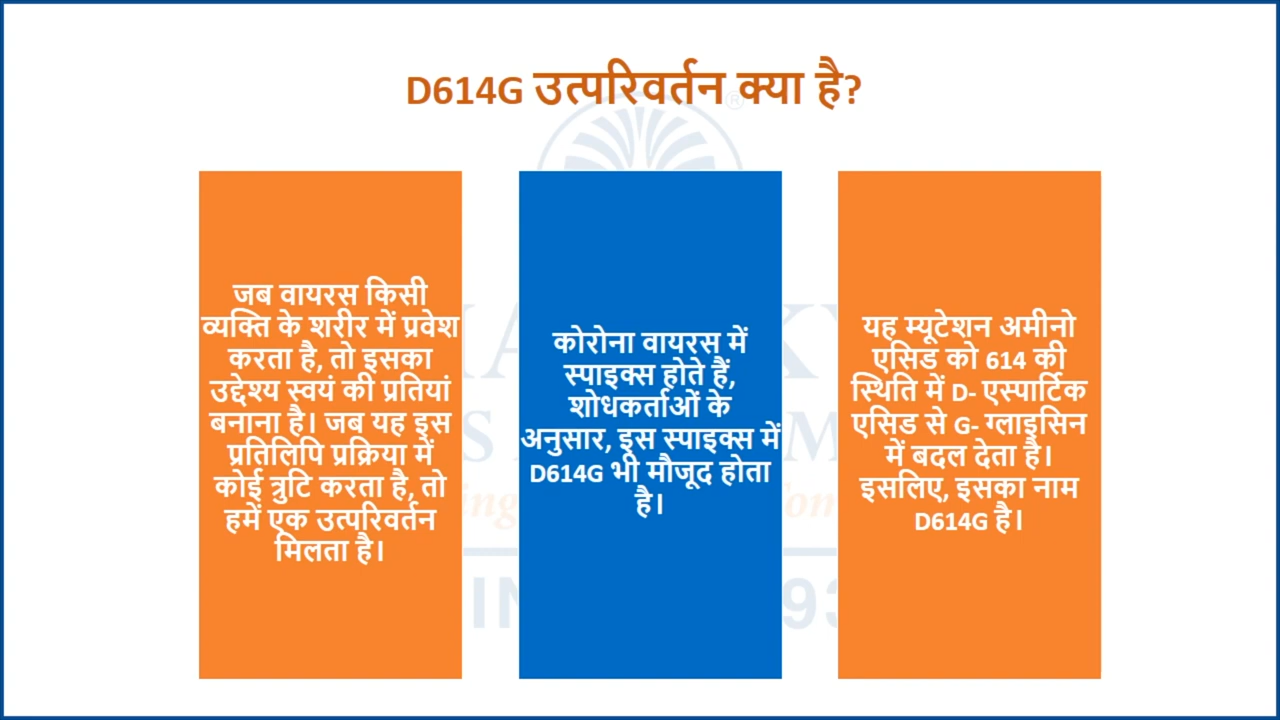 D614G उत्परिवर्तन क्या है?
जब वायरस किसी
व्यक्ति के शरीर में प्रवेश
करता है, तो इसका
उद्देश्य स्वयं की प्रतियां
बनाना है। जब यह इस
प्रतिलिपि प्रक्रिया में
कोई त्रुटि करता है, तो
हमें एक उत्परिवर्तन
मिलता है।
कोरोना वायरस में
स्पाइक्स होते हैं,
शोधकर्ताओं के
अनुसार, इस स्पाइक्स में
D614G भी मौजूद होता
है।
यह म्यूटेशन अमीनो
एसिड को 614 की
स्थिति में D- एस्पार्टिक
एसिड से G- ग्लाइसिन
में बदल देता है।
इसलिए, इसका नाम
D614G है।